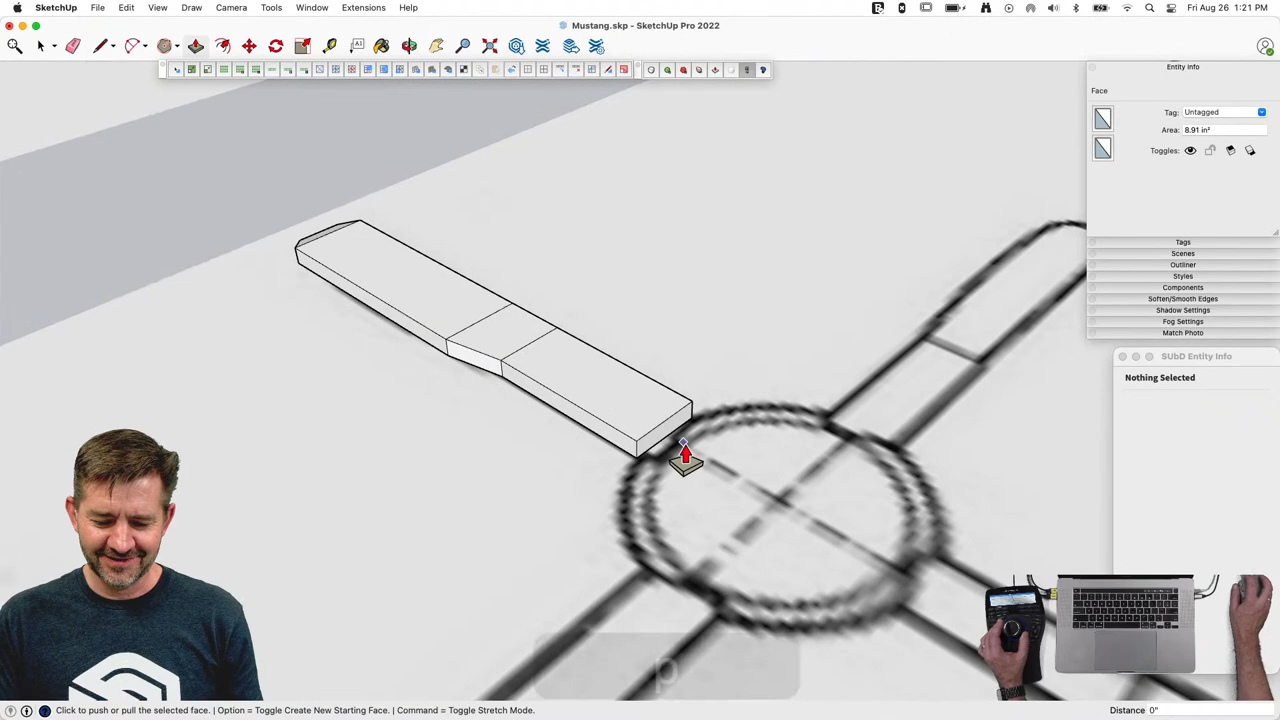 SketchUp File Edit View Draw Camera Tools Window Extensions Help
Fri Aug 26 1:21 PM
Mustang.skp - SketchUp Pro 2022
Entity Info
Face
Tag: Untagged
Area: 8.91 in²
Toggles:
Tags
Scenes
Outliner
Styles
Components
Soften/Smooth Edges
Shadow Settings
Fog Settings
Match Photo
SUbD Entity Info
Nothing Selected
p
Click to push or pull the selected face. | Option = Toggle Create New Starting Face. | Command = Toggle Stretch Mode.
Distance 0"